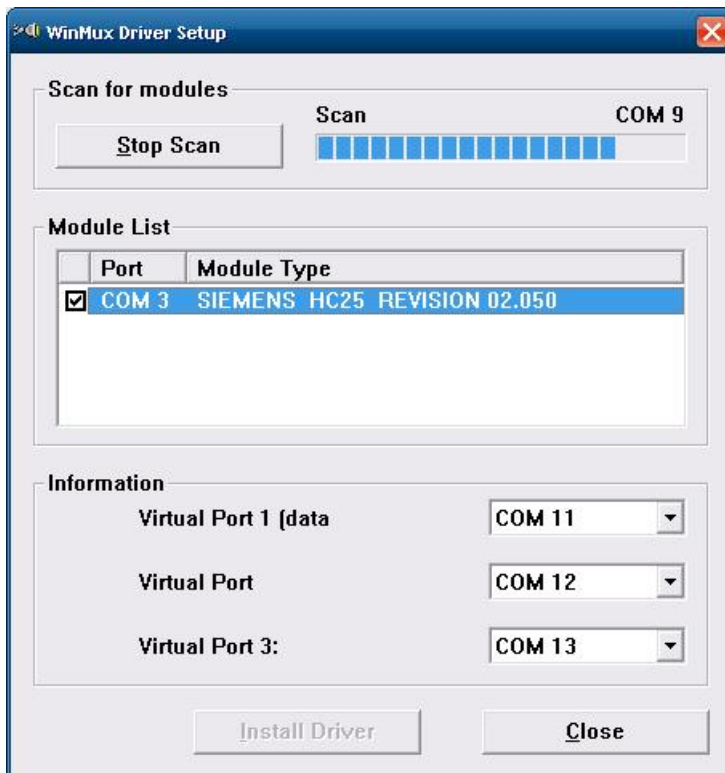 WinMux Driver Setup
Scan for modules
Scan COM 9
Stop Scan
Module List
Port Module Type
COM 3 SIEMENS HC25 REVISION 02.050
Information
Virtual Port 1 (data COM 11
Virtual Port COM 12
Virtual Port 3: COM 13
Install Driver Close